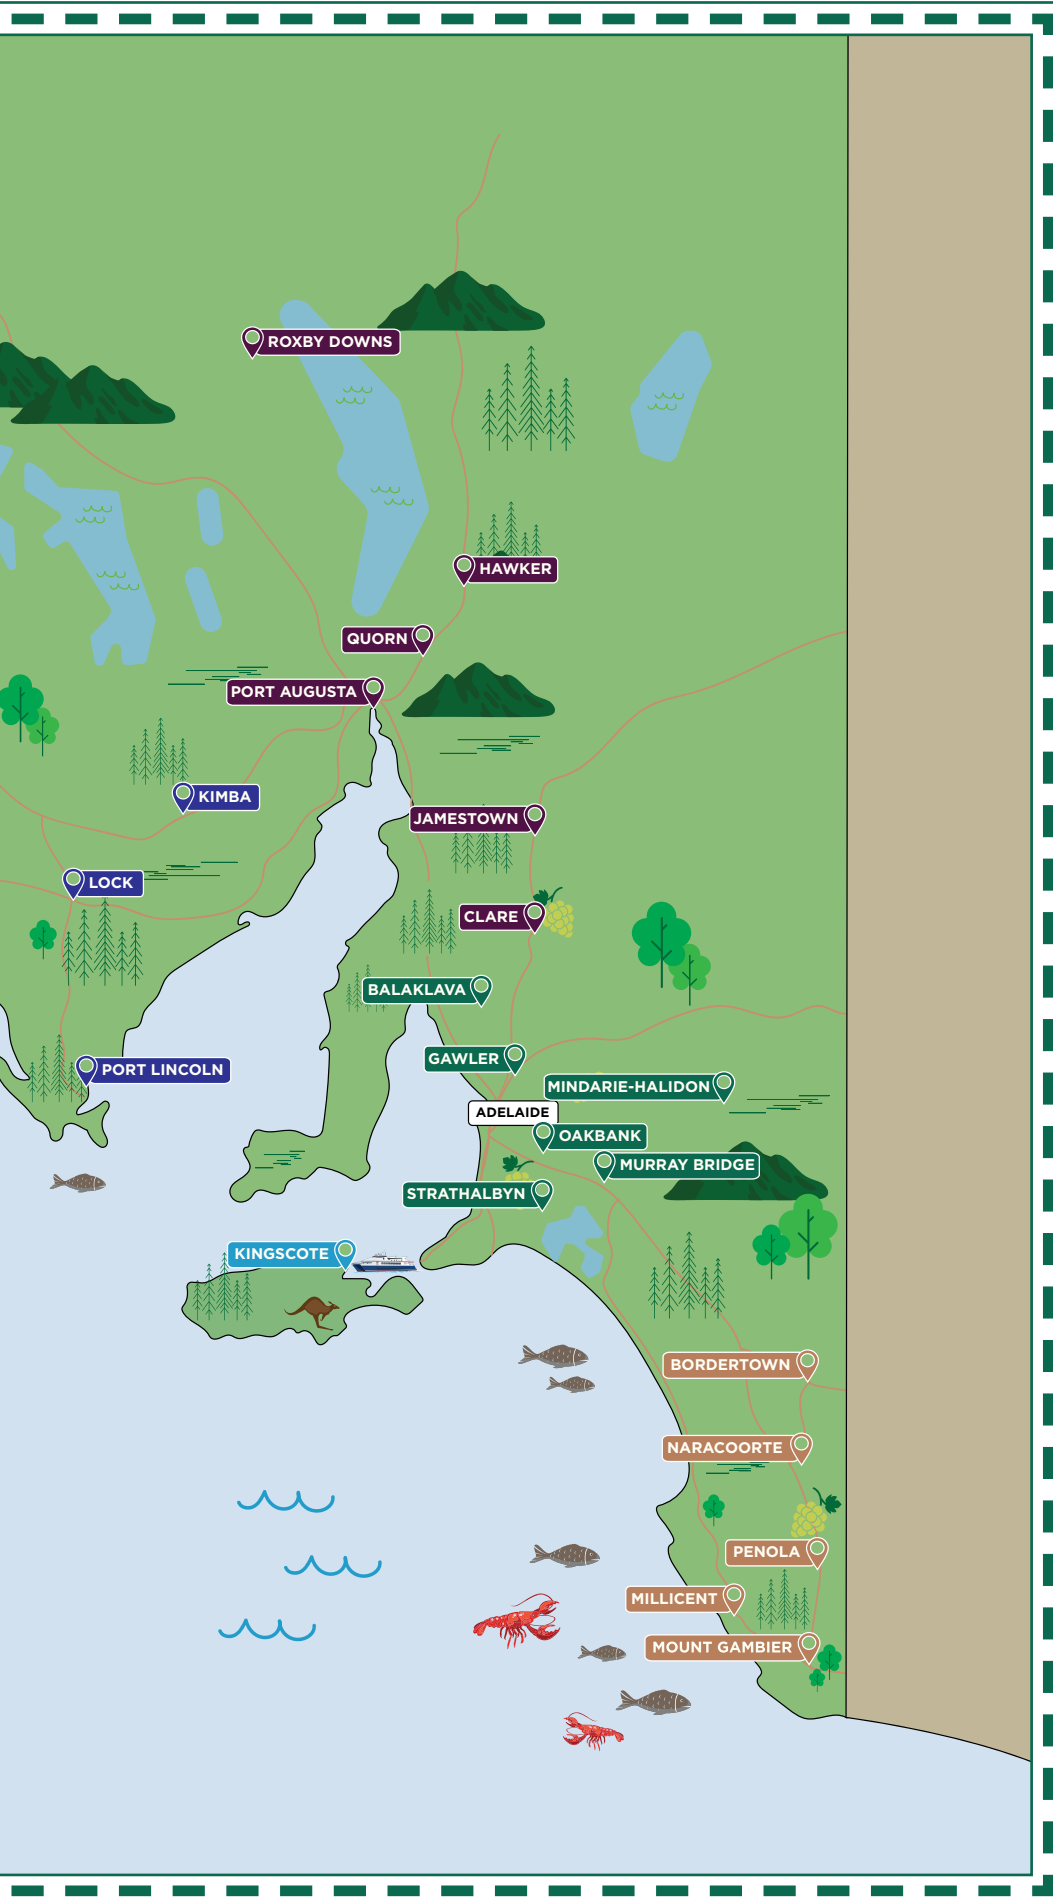 ROXBY DOWNS
HAWKER
QUORN
PORT AUGUSTA
KIMBA
JAMESTOWN
LOCK
CLARE
BALAKLAVA
GAWLER
PORT LINCOLN
MINDARIE-HALIDON
ADELAIDE
OAKBANK
MURRAY BRIDGE
STRATHALBYN
KINGSCOTE
BORDERTOWN
NARACOORTE
PENOLA
MILLICENT
MOUNT GAMBIER